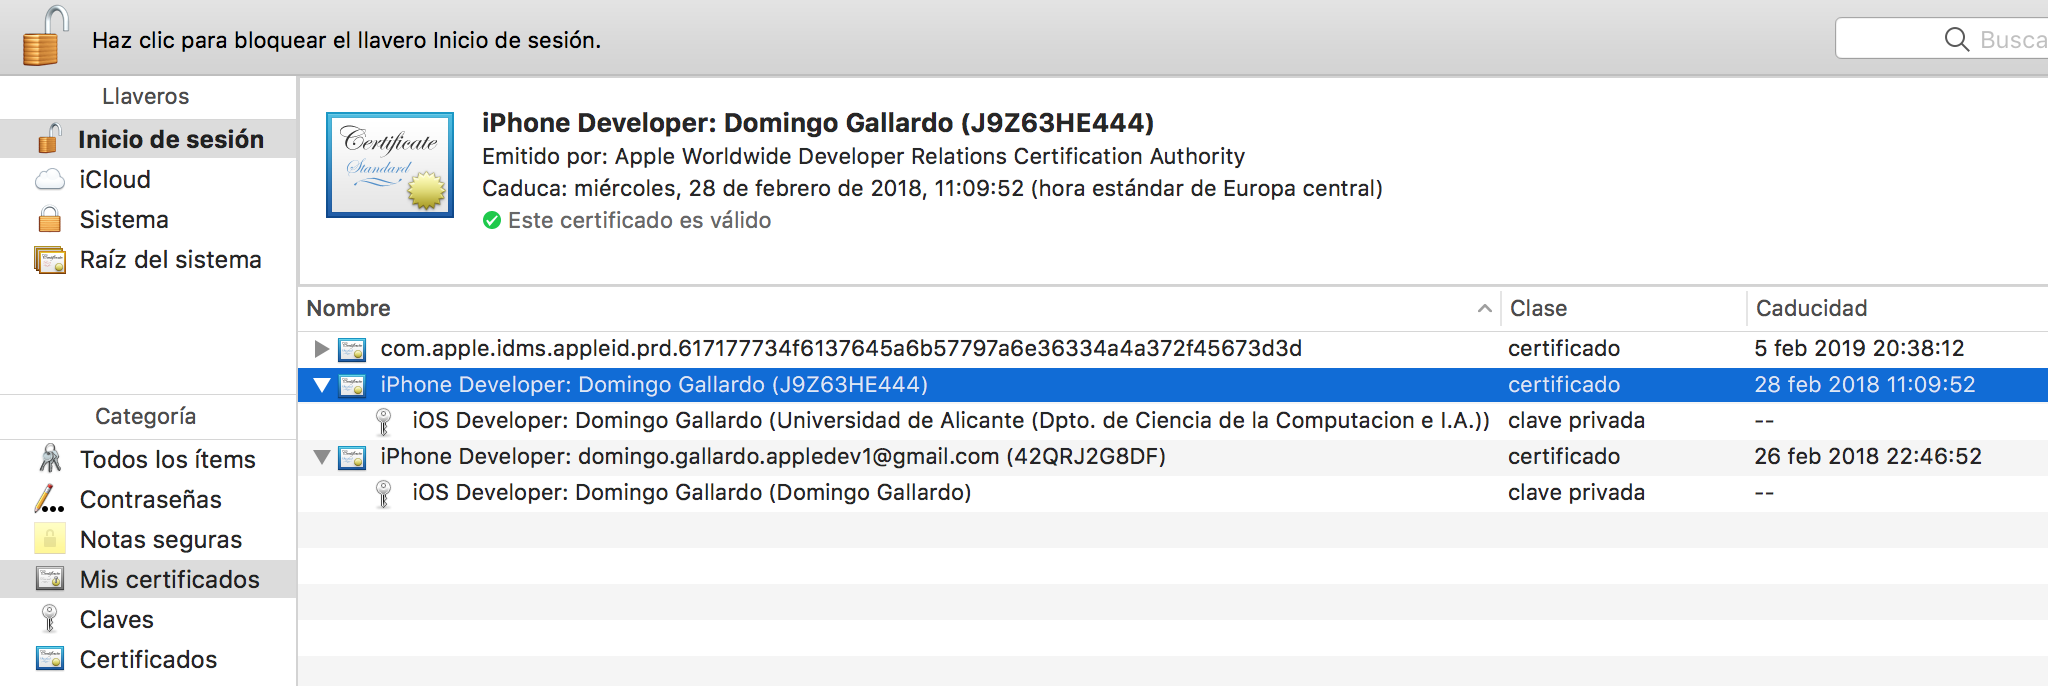 Haz clic para bloquear el llavero Inicio de sesión.
Busca
Llaveros
Inicio de sesión
iCloud
Sistema
Raíz del sistema
Categoría
Todos los ítems
Contraseñas
Notas seguras
Mis certificados
Claves
Certificados
Certificate
Standard
iPhone Developer: Domingo Gallardo (J9Z63HE444)
Emitido por: Apple Worldwide Developer Relations Certification Authority
Caduca: miércoles, 28 de febrero de 2018, 11:09:52 (hora estándar de Europa central)
Este certificado es válido
Nombre Clase Caducidad
com.apple.idms.appleid.prd.617177734f6137645a6b57797a6e36334a4a372f45673d3d certificado 5 feb 2019 20:38:12
iPhone Developer: Domingo Gallardo (J9Z63HE444) certificado 28 feb 2018 11:09:52
iOS Developer: Domingo Gallardo (Universidad de Alicante (Dpto. de Ciencia de la Computacion e I.A.)) clave privada --
iPhone Developer: domingo.gallardo.appledev1@gmail.com (42QRJ2G8DF) certificado 26 feb 2018 22:46:52
iOS Developer: Domingo Gallardo (Domingo Gallardo) clave privada --